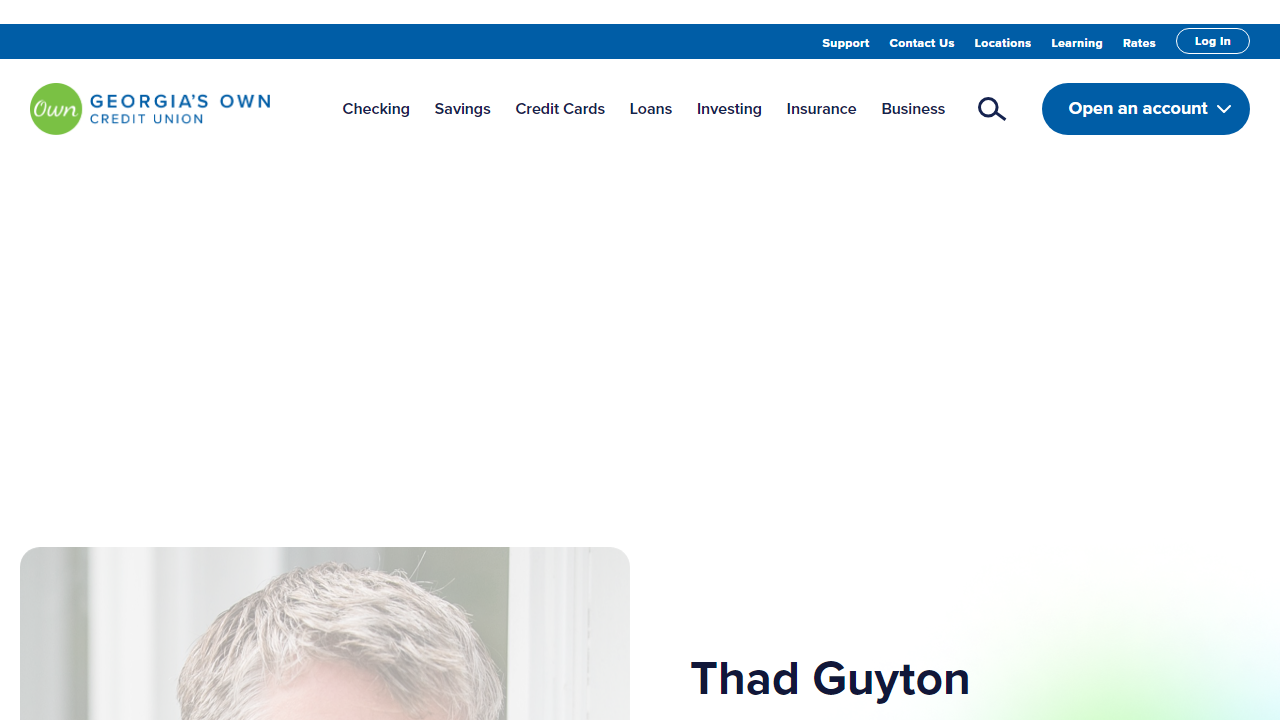 Support Contact Us Locations Learning Rates Log In
Own GEORGIA'S OWN
CREDIT UNION
Checking Savings Credit Cards Loans Investing Insurance Business Open an account
Thad Guyton